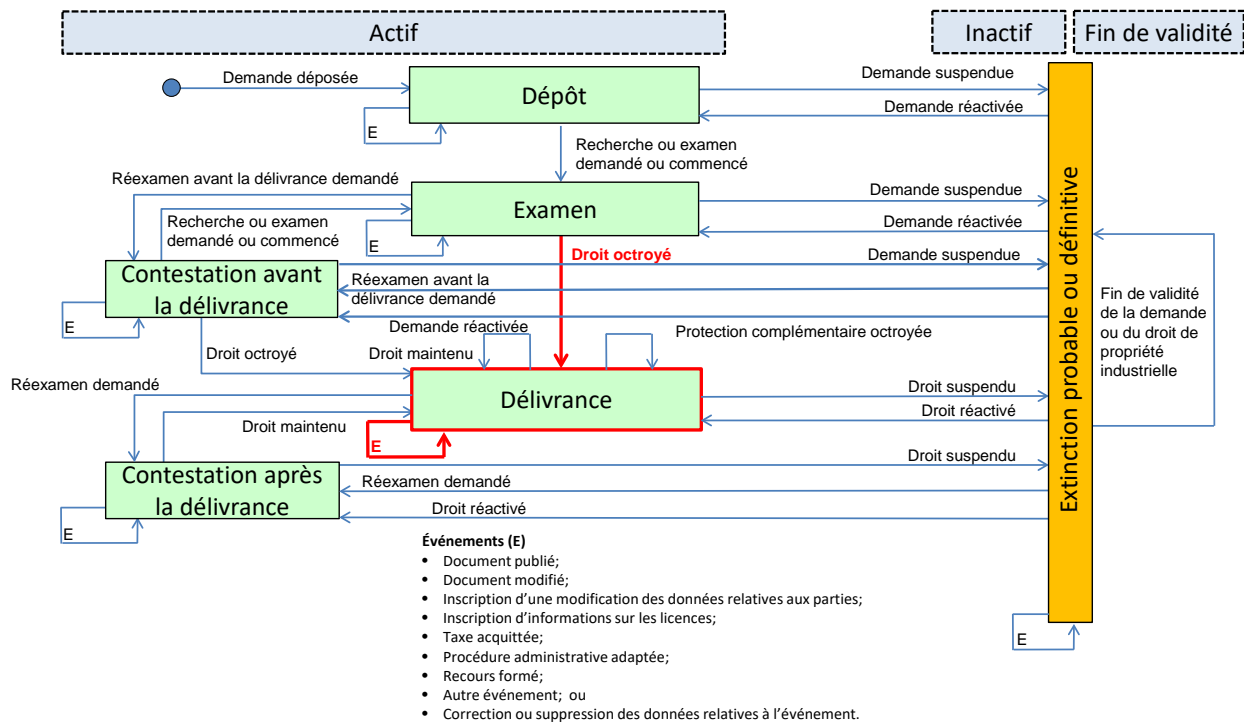 Actif
Inactif
Fin de validité
Demande déposée
Dépôt
Demande suspendue
Demande réactivée
E
Recherche ou examen
demandé ou commencé
Réexamen avant la délivrance demandé
Examen
Demande suspendue
Recherche ou examen
demandé ou commencé
E
Demande réactivée
Droit octroyé
Demande suspendue
Contestation avant
la délivrance
Réexamen avant la
délivrance demandé
E
Demande réactivée
Protection complémentaire octroyée
Droit octroyé
Droit maintenu
Réexamen demandé
Délivrance
Droit suspendu
Droit réactivé
Droit maintenu
E
Droit suspendu
Contestation après
la délivrance
Réexamen demandé
Droit réactivé
E
Extinction probable ou définitive
Fin de validité
de la demande
ou du droit de
propriété
industrielle
E
Événements (E)
• Document publié;
• Document modifié;
• Inscription d’une modification des données relatives aux parties;
• Inscription d’informations sur les licences;
• Taxe acquittée;
• Procédure administrative adaptée;
• Recours formé;
• Autre événement; ou
• Correction ou suppression des données relatives à l’événement.